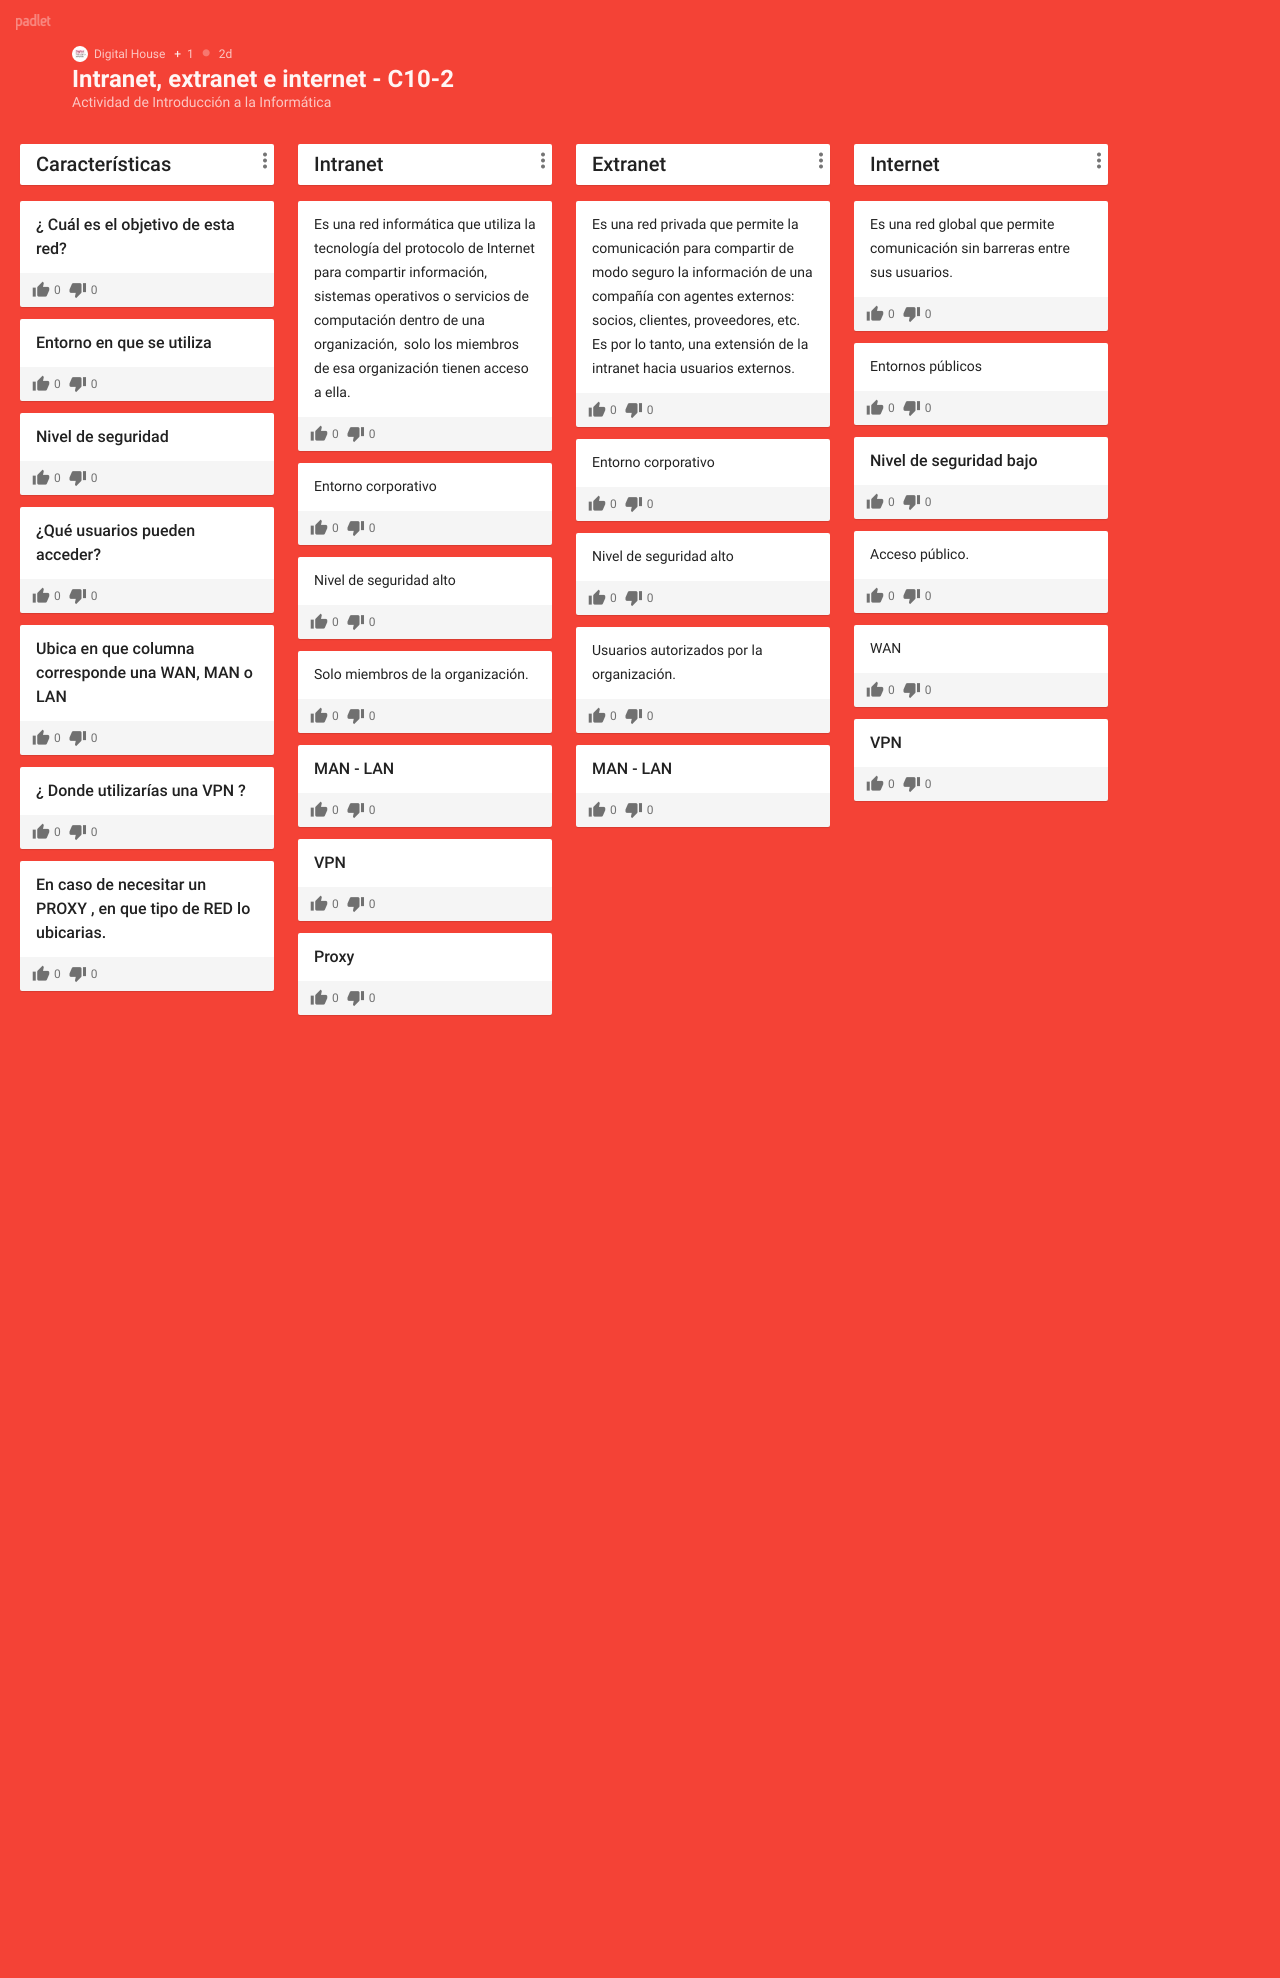 padlet
Digital House + 1 2d
Intranet, extranet e internet - C10-2
Actividad de Introducción a la Informática
Características
¿ Cuál es el objetivo de esta
red?
0 0
Entorno en que se utiliza
0 0
Nivel de seguridad
0 0
¿Qué usuarios pueden
acceder?
0 0
Ubica en que columna
corresponde una WAN, MAN o
LAN
0 0
¿ Donde utilizarías una VPN ?
0 0
En caso de necesitar un
PROXY , en que tipo de RED lo
ubicarias.
0 0
Intranet
Es una red informática que utiliza la
tecnología del protocolo de Internet
para compartir información,
sistemas operativos o servicios de
computación dentro de una
organización,  solo los miembros
de esa organización tienen acceso
a ella.
0 0
Entorno corporativo
0 0
Nivel de seguridad alto
0 0
Solo miembros de la organización.
0 0
MAN - LAN
0 0
VPN
0 0
Proxy
0 0
Extranet
Es una red privada que permite la
comunicación para compartir de
modo seguro la información de una
compañía con agentes externos:
socios, clientes, proveedores, etc.
Es por lo tanto, una extensión de la
intranet hacia usuarios externos.
0 0
Entorno corporativo
0 0
Nivel de seguridad alto
0 0
Usuarios autorizados por la
organización.
0 0
MAN - LAN
0 0
Internet
Es una red global que permite
comunicación sin barreras entre
sus usuarios.
0 0
Entornos públicos
0 0
Nivel de seguridad bajo
0 0
Acceso público.
0 0
WAN
0 0
VPN
0 0